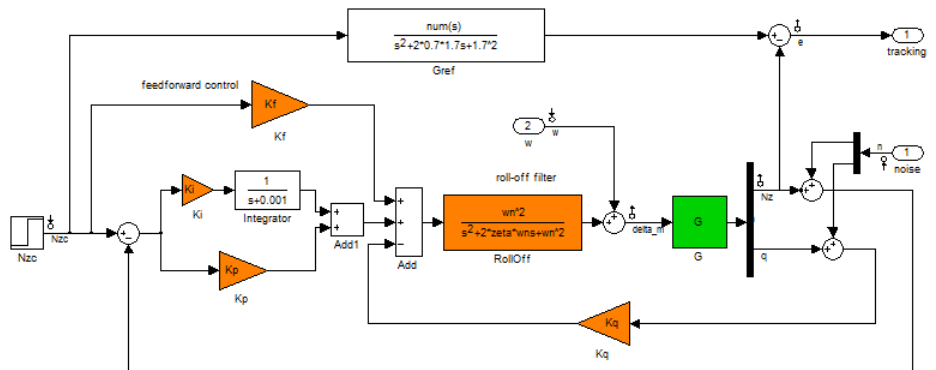 num(s)
s^2+2*0.7*1.7s+1.7^2
Gref
e
1
tracking
feedforward control
Kf
Kf
2
w
w
n
1
noise
roll-off filter
Ki
Ki
1
s+0.001
Integrator
+
+
Add1
+
+
−
Add
wn^2
s^2+2*zeta*wns+wn^2
RollOff
delta_m
G
G
Nz
q
Nzc
Nzc
Kp
Kp
Kq
Kq